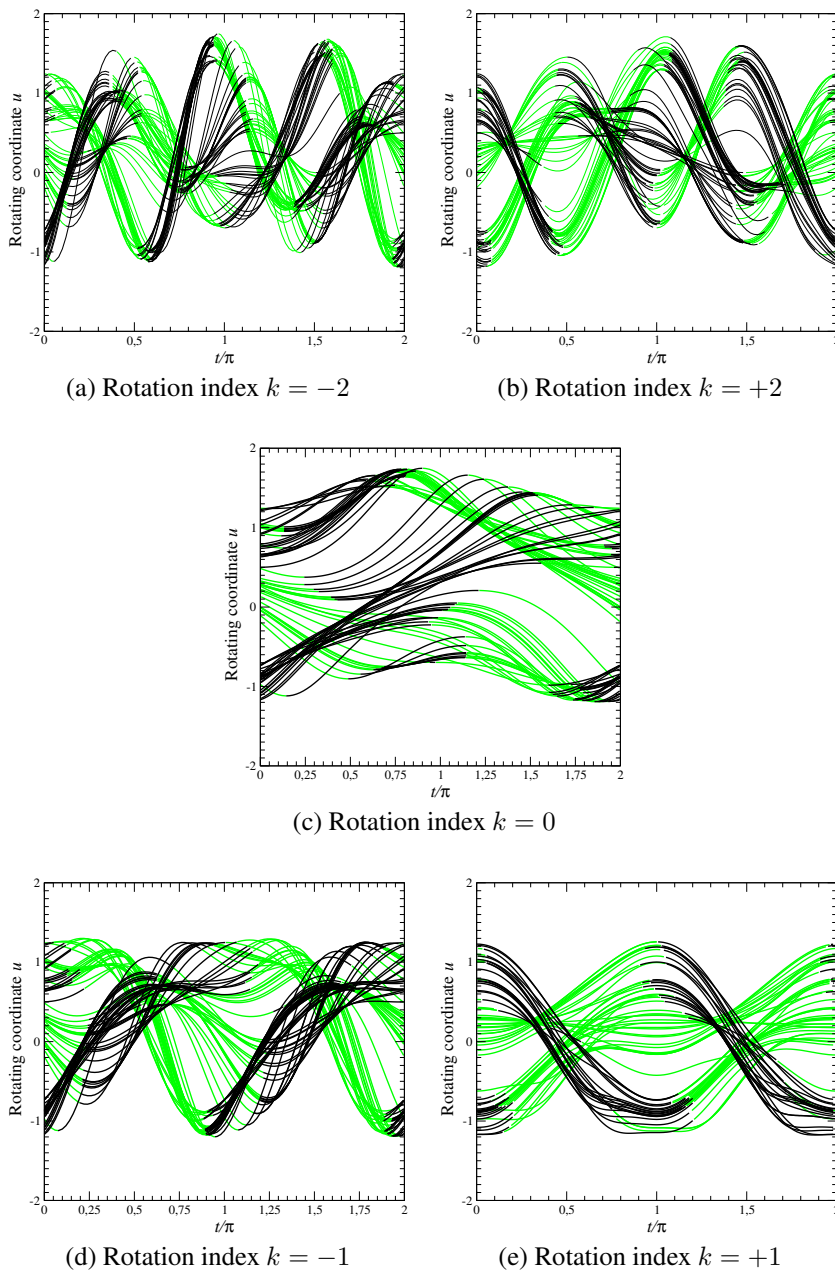 2
1
0
-1
-2
Rotating coordinate u
0 0,5 1 1,5 2
t/π
(a) Rotation index k = −2
2
1
0
-1
-2
Rotating coordinate u
0 0,5 1 1,5 2
t/π
(b) Rotation index k = +2
2
1
0
-1
-2
Rotating coordinate u
0 0,25 0,5 0,75 1 1,25 1,5 1,75 2
t/π
(c) Rotation index k = 0
2
1
0
-1
-2
Rotating coordinate u
0 0,25 0,5 0,75 1 1,25 1,5 1,75 2
t/π
(d) Rotation index k = −1
2
1
0
-1
-2
Rotating coordinate u
0 0,5 1 1,5 2
t/π
(e) Rotation index k = +1